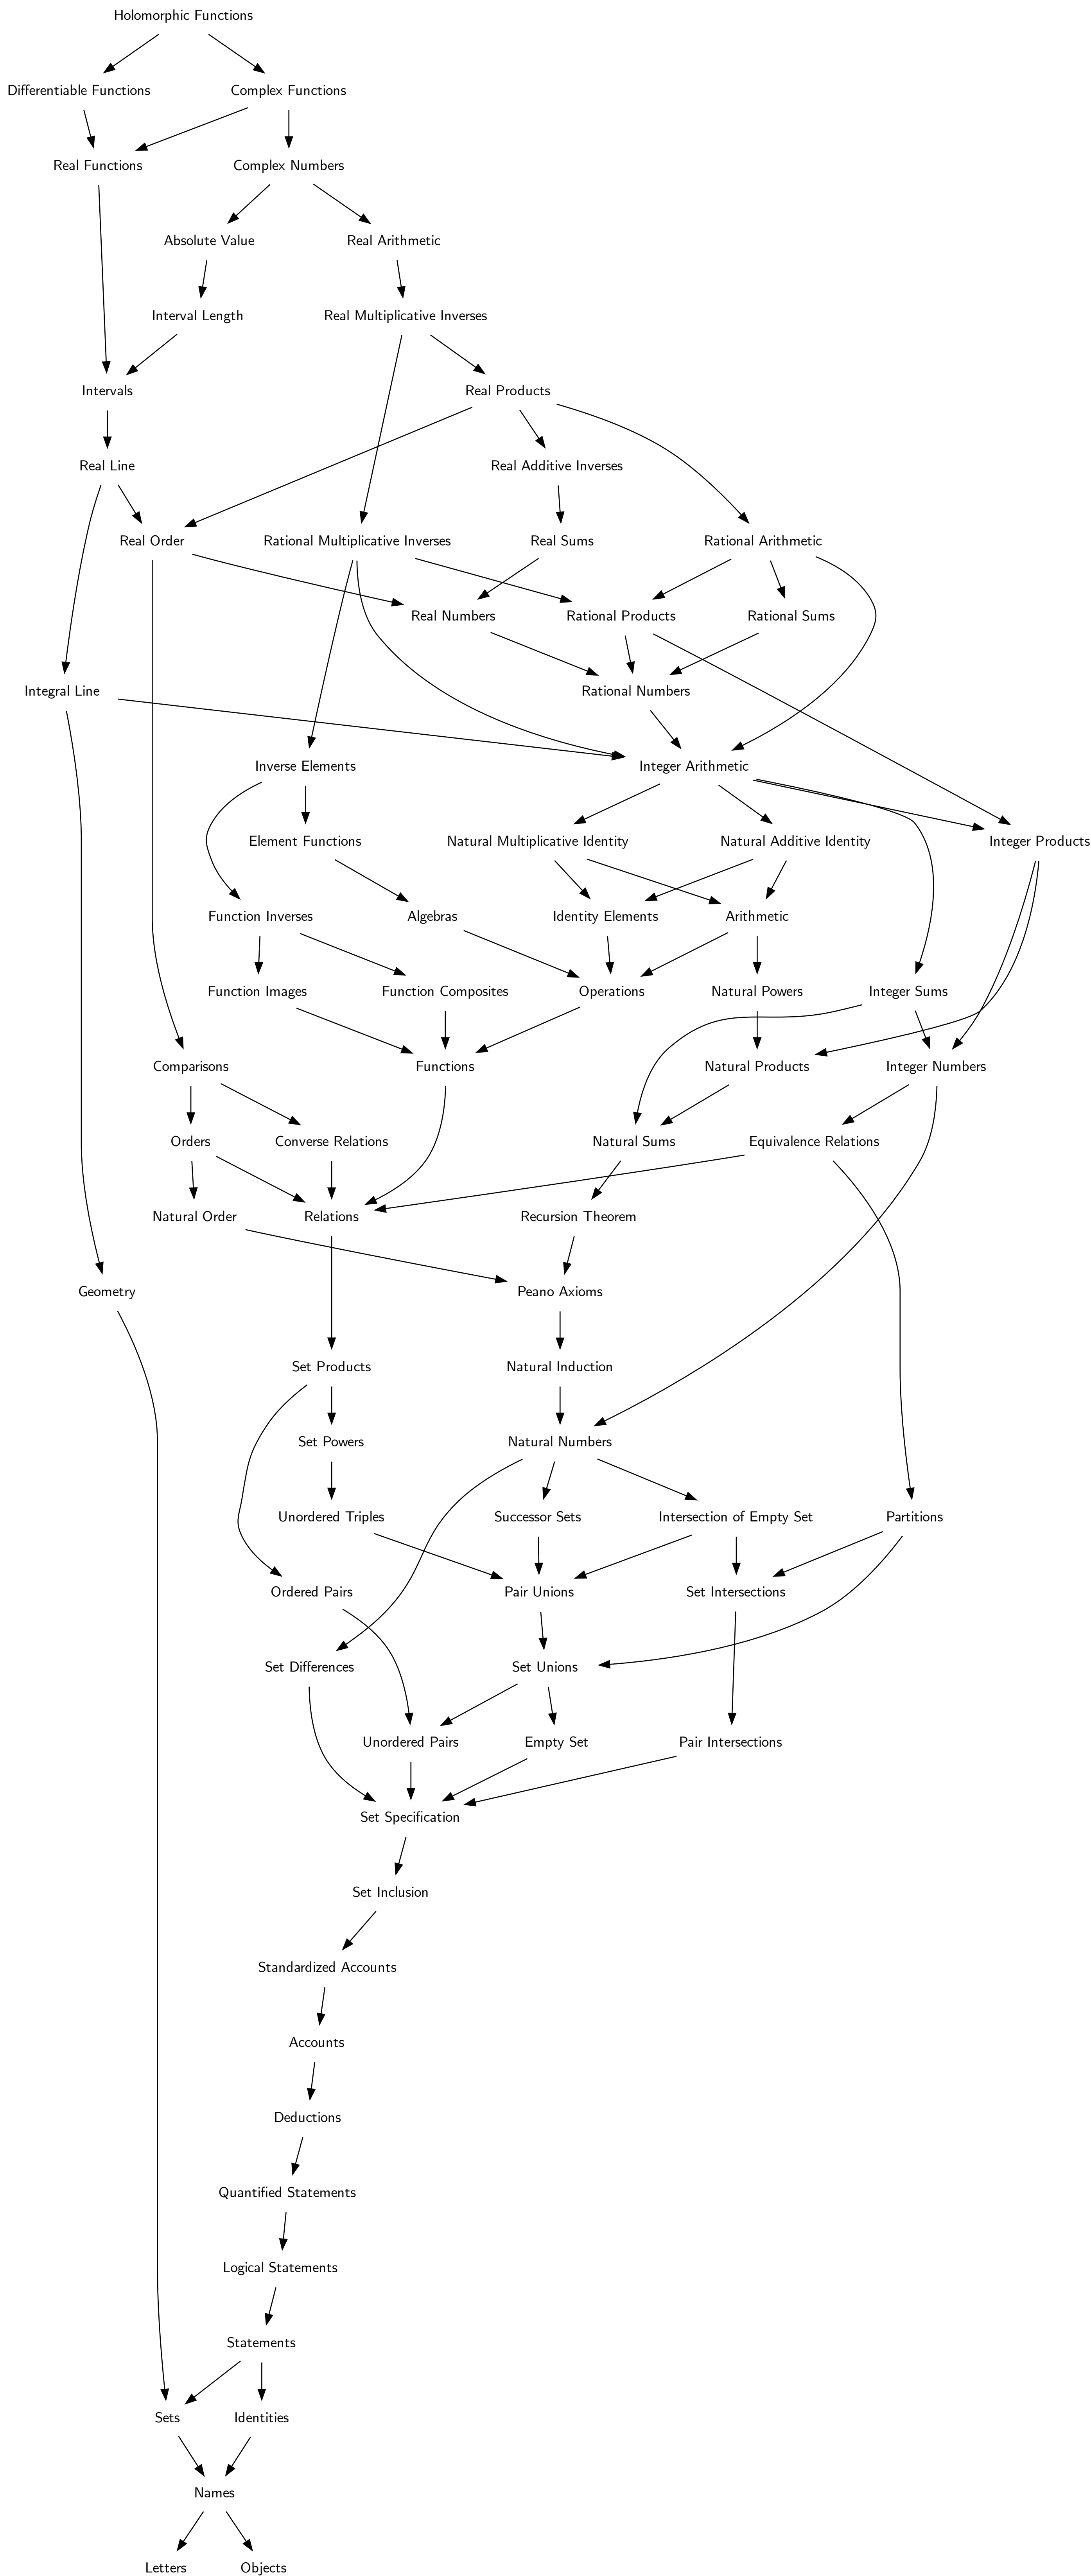 Holomorphic Functions
Differentiable Functions
Complex Functions
Real Functions
Complex Numbers
Absolute Value
Real Arithmetic
Interval Length
Real Multiplicative Inverses
Intervals
Real Products
Real Line
Real Additive Inverses
Real Order
Rational Multiplicative Inverses
Real Sums
Rational Arithmetic
Real Numbers
Rational Products
Rational Sums
Integral Line
Rational Numbers
Inverse Elements
Integer Arithmetic
Element Functions
Natural Multiplicative Identity
Natural Additive Identity
Integer Products
Function Inverses
Algebras
Identity Elements
Arithmetic
Function Images
Function Composites
Operations
Natural Powers
Integer Sums
Comparisons
Functions
Natural Products
Integer Numbers
Orders
Converse Relations
Natural Sums
Equivalence Relations
Natural Order
Relations
Recursion Theorem
Geometry
Peano Axioms
Set Products
Natural Induction
Set Powers
Natural Numbers
Unordered Triples
Successor Sets
Intersection of Empty Set
Partitions
Ordered Pairs
Pair Unions
Set Intersections
Set Differences
Set Unions
Unordered Pairs
Empty Set
Pair Intersections
Set Specification
Set Inclusion
Standardized Accounts
Accounts
Deductions
Quantified Statements
Logical Statements
Statements
Sets
Identities
Names
Letters
Objects